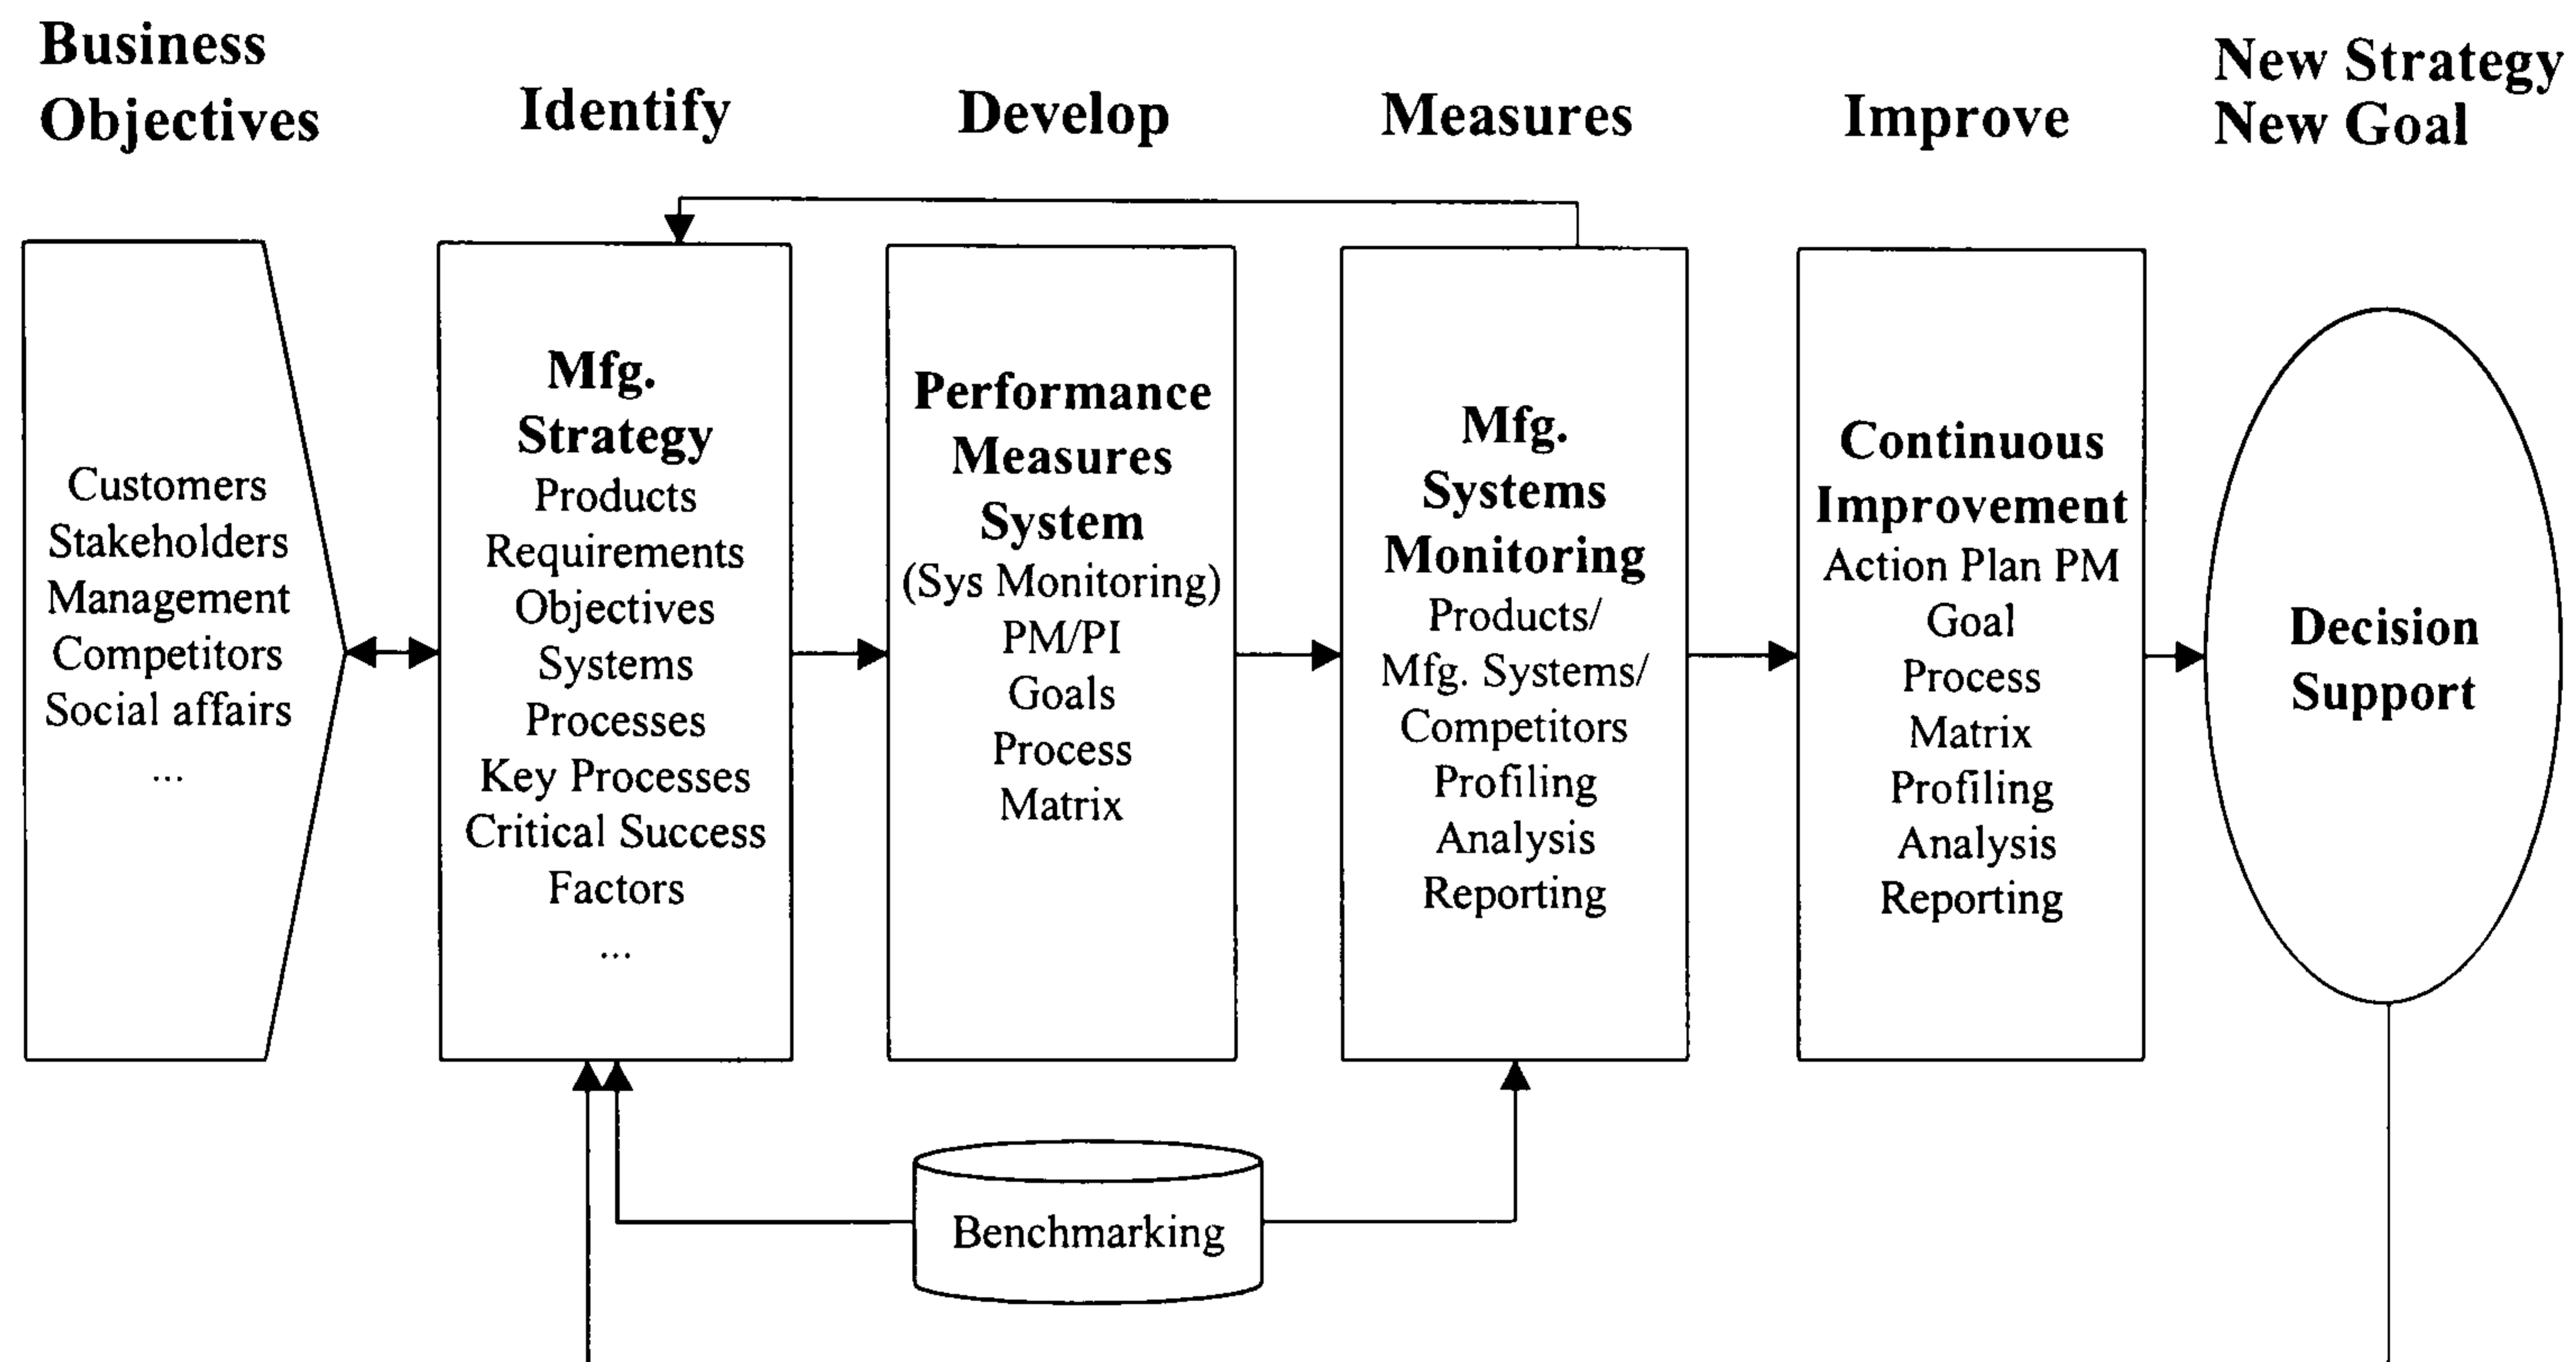 Business
Objectives
Identify
Develop
Measures
Improve
New Strategy
New Goal
Customers
Stakeholders
Management
Competitors
Social affairs
...
Mfg.
Strategy
Products
Requirements
Objectives
Systems
Processes
Key Processes
Critical Success
Factors
...
Performance
Measures
System
(Sys Monitoring)
PM/PI
Goals
Process
Matrix
Mfg.
Systems
Monitoring
Products/
Mfg. Systems/
Competitors
Profiling
Analysis
Reporting
Continuous
Improvement
Action Plan PM
Goal
Process
Matrix
Profiling
Analysis
Reporting
Decision
Support
Benchmarking